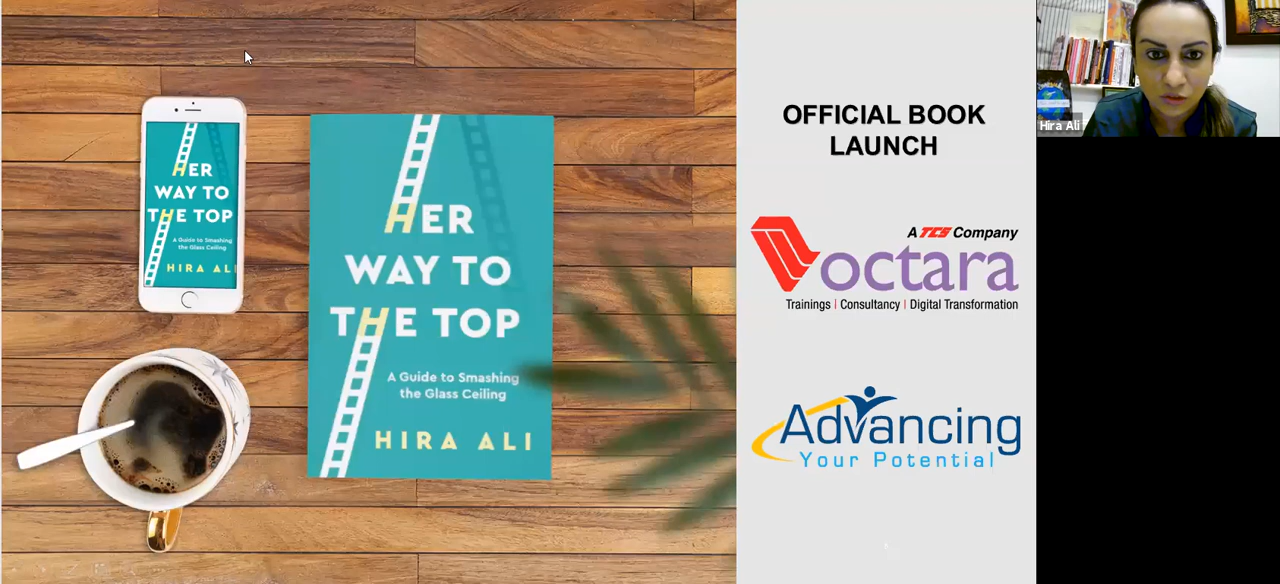 HER
WAY TO
THE TOP
A Guide to Smashing
the Glass Ceiling
HIRA ALI
HER
WAY TO
THE TOP
A Guide to Smashing
the Glass Ceiling
HIRA ALI
OFFICIAL BOOK
LAUNCH
A TCS Company
octara
Trainings | Consultancy | Digital Transformation
Advancing
Your Potential
Hira Ali